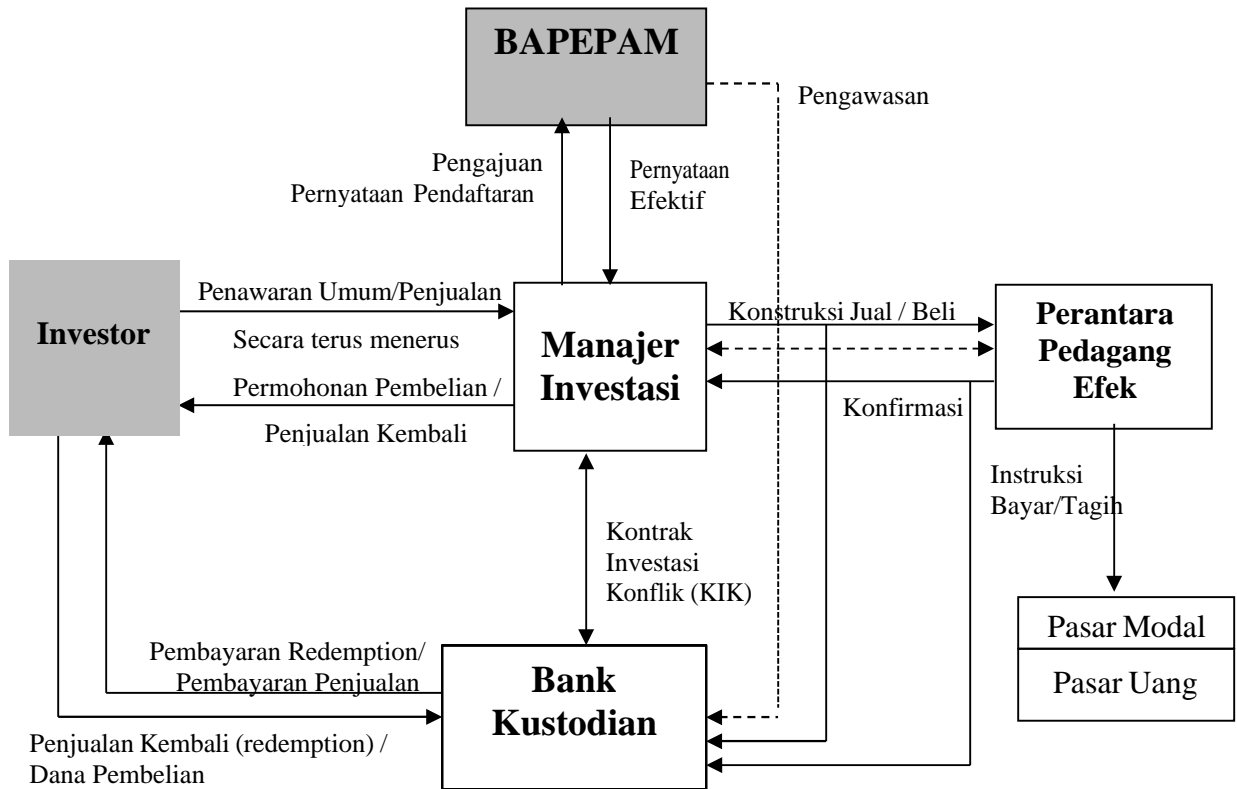 BAPEPAM
Pengawasan
Pengajuan
Pernyataan Pendaftaran
Pernyataan
Efektif
Investor
Penawaran Umum/Penjualan
Secara terus menerus
Permohonan Pembelian /
Penjualan Kembali
Manajer
Investasi
Konstruksi Jual / Beli
Konfirmasi
Perantara
Pedagang
Efek
Instruksi
Bayar/Tagih
Kontrak
Investasi
Konflik (KIK)
Pasar Modal
Pasar Uang
Pembayaran Redemption/
Pembayaran Penjualan
Bank
Kustodian
Penjualan Kembali (redemption) /
Dana Pembelian